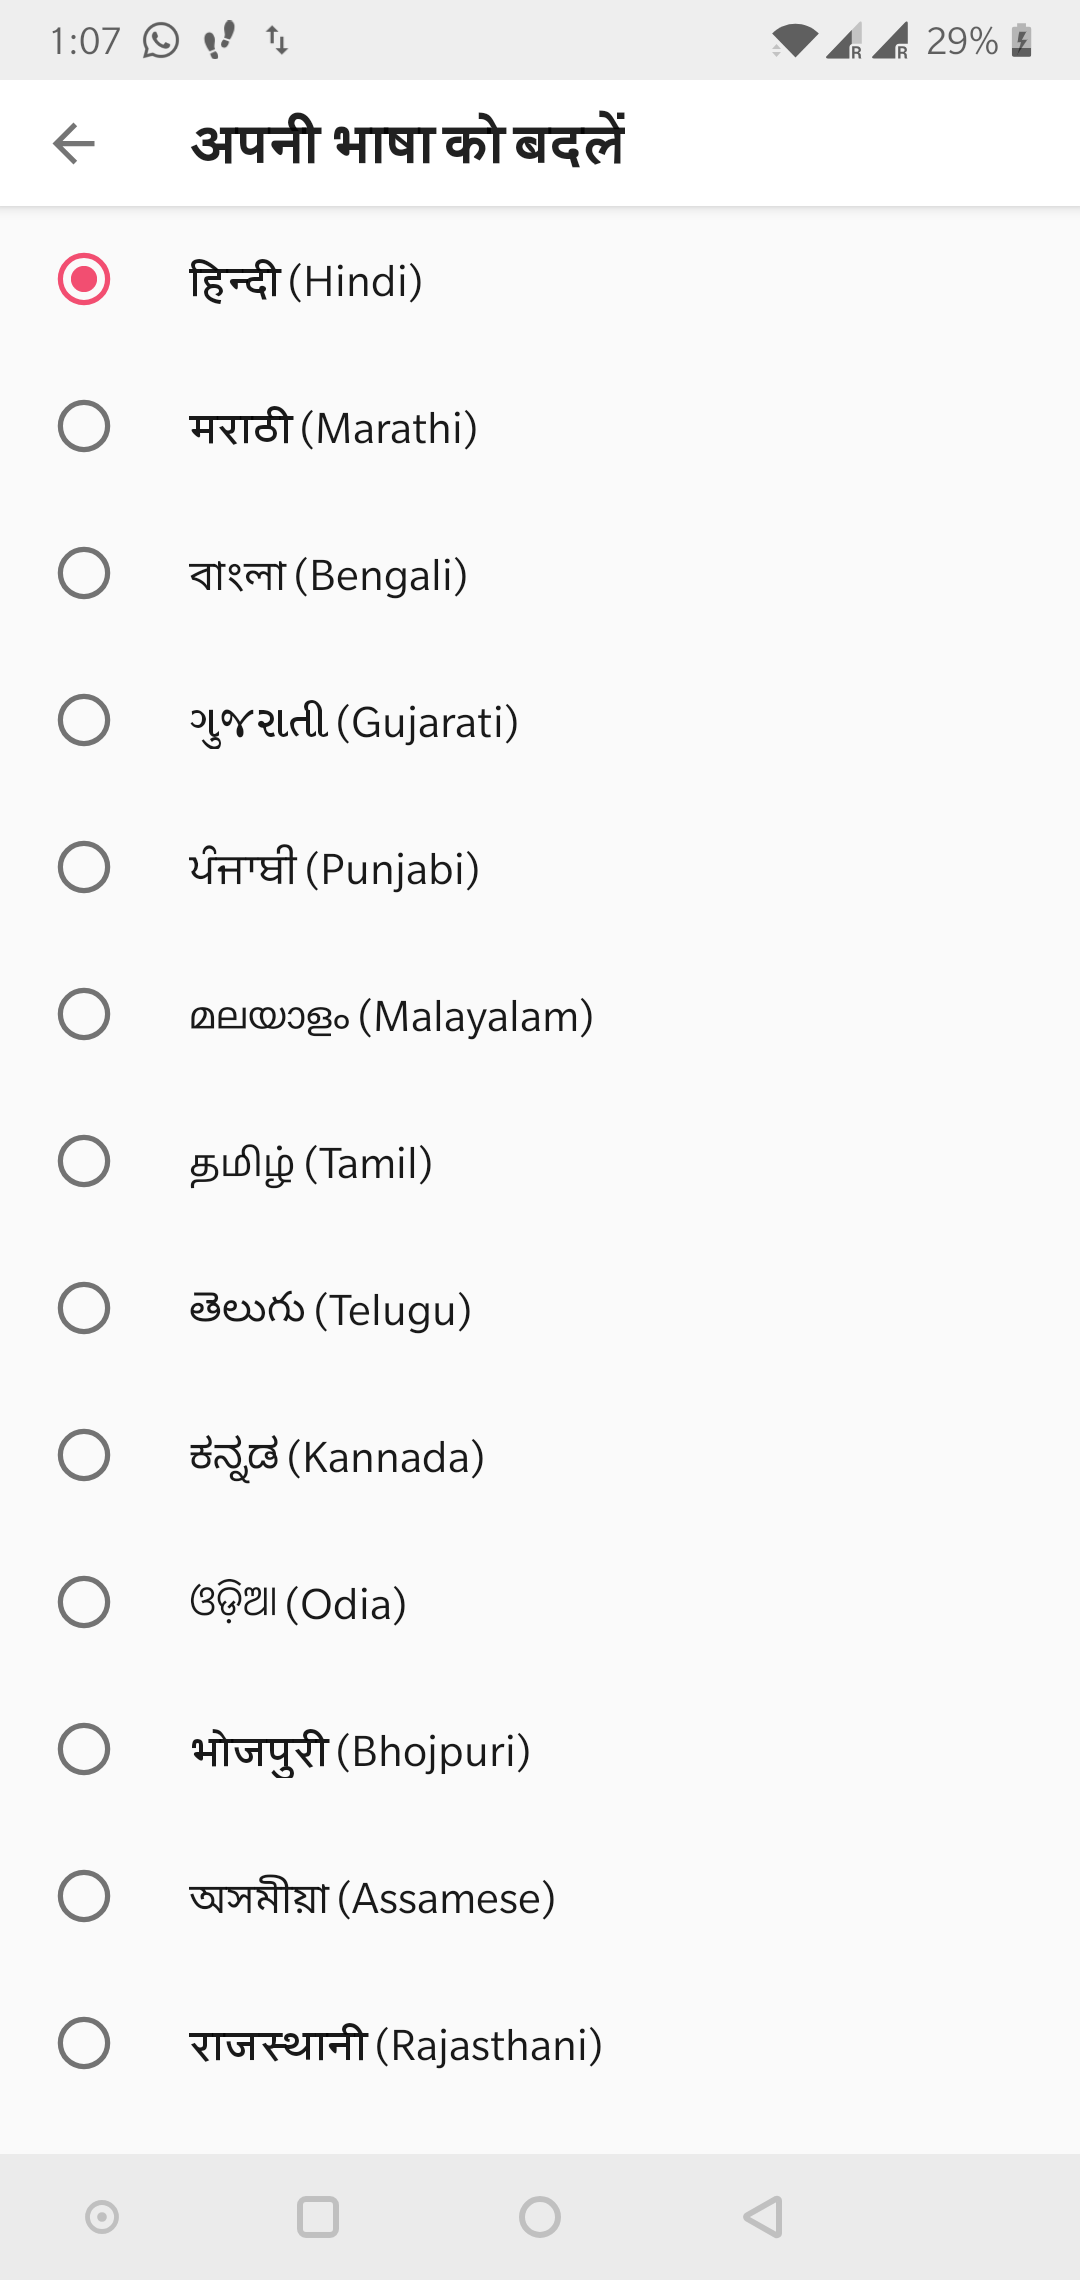 1:07 29%
अपनी भाषा को बदलें
हिन्दी (Hindi)
मराठी (Marathi)
বাংলা (Bengali)
ગુજરાતી (Gujarati)
ਪੰਜਾਬੀ (Punjabi)
മലയാളം (Malayalam)
தமிழ் (Tamil)
తెలుగు (Telugu)
ಕನ್ನಡ (Kannada)
ଓଡ଼ିଆ (Odia)
भोजपुरी (Bhojpuri)
অসমীয়া (Assamese)
राजस्थानी (Rajasthani)